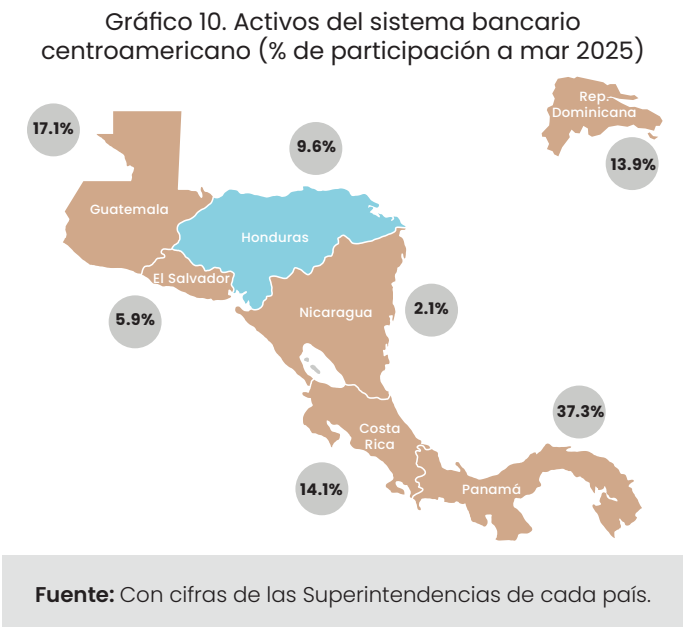 Gráfico 10. Activos del sistema bancario
centroamericano (% de participación a mar 2025)
Rep.
Dominicana
13.9%
17.1%
9.6%
Guatemala
Honduras
El Salvador
5.9%
Nicaragua
2.1%
37.3%
Costa
Rica
14.1%
Panamá
Fuente: Con cifras de las Superintendencias de cada país.